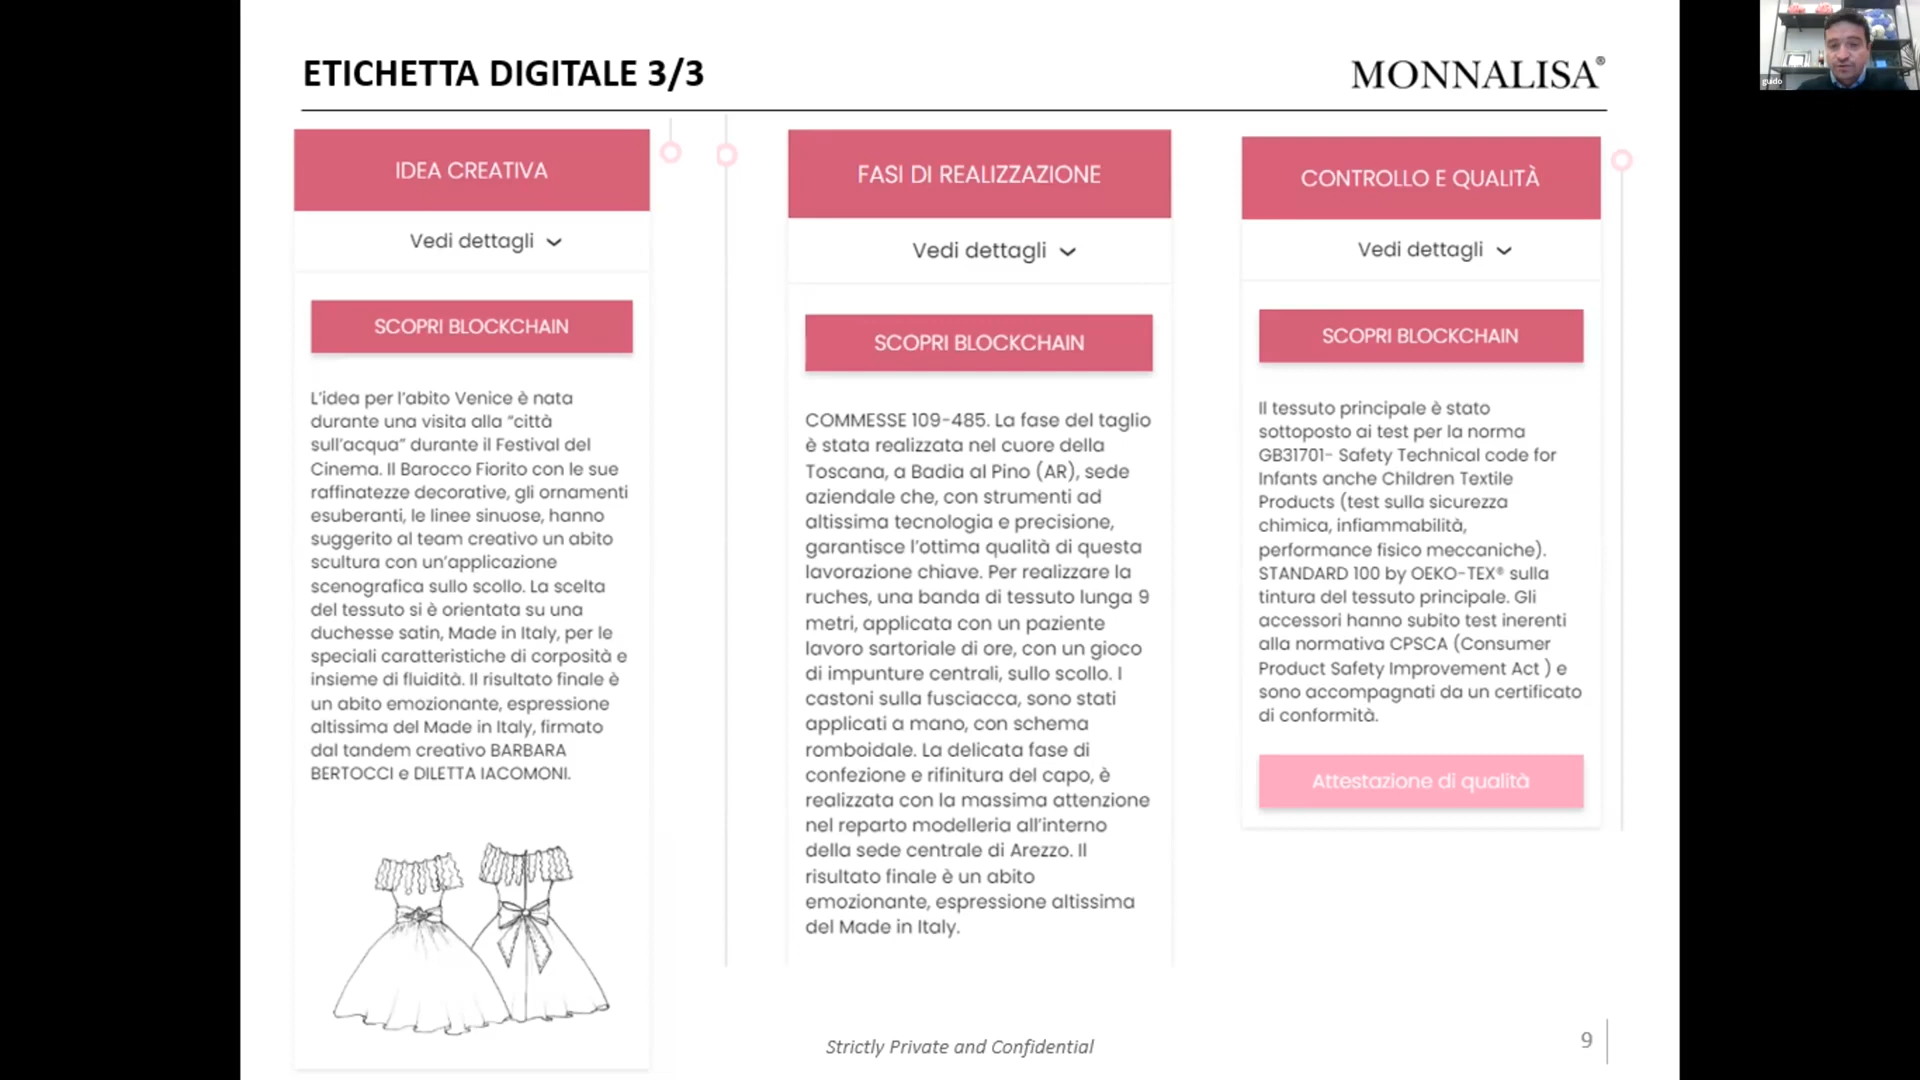 ETICHETTA DIGITALE 3/3
MONNALISA®
guido
IDEA CREATIVA
Vedi dettagli
SCOPRI BLOCKCHAIN
L'idea per l'abito Venice è nata
durante una visita alla “città
sull'acqua” durante il Festival del
Cinema. Il Barocco Fiorito con le sue
raffinatezze decorative, gli ornamenti
esuberanti, le linee sinuose, hanno
suggerito al team creativo un abito
scultura con un'applicazione
scenografica sullo scollo. La scelta
del tessuto si è orientata su una
duchesse satin, Made in Italy, per le
speciali caratteristiche di corposità e
insieme di fluidità. Il risultato finale è
un abito emozionante, espressione
altissima del Made in Italy, firmato
dal tandem creativo BARBARA
BERTOCCI e DILETTA IACOMONI.
FASI DI REALIZZAZIONE
Vedi dettagli
SCOPRI BLOCKCHAIN
COMMESSE 109-485. La fase del taglio
è stata realizzata nel cuore della
Toscana, a Badia al Pino (AR), sede
aziendale che, con strumenti ad
altissima tecnologia e precisione,
garantisce l'ottima qualità di questa
lavorazione chiave. Per realizzare la
ruches, una banda di tessuto lunga 9
metri, applicata con un paziente
lavoro sartoriale di ore, con un gioco
di impunture centrali, sullo scollo. I
castoni sulla fusciacca, sono stati
applicati a mano, con schema
romboidale. La delicata fase di
confezione e rifinitura del capo, è
realizzata con la massima attenzione
nel reparto modelleria all'interno
della sede centrale di Arezzo. Il
risultato finale è un abito
emozionante, espressione altissima
del Made in Italy.
CONTROLLO E QUALITÀ
Vedi dettagli
SCOPRI BLOCKCHAIN
Il tessuto principale è stato
sottoposto ai test per la norma
GB31701- Safety Technical code for
Infants anche Children Textile
Products (test sulla sicurezza
chimica, infiammabilità,
performance fisico meccaniche).
STANDARD 100 by OEKO-TEX® sulla
tintura del tessuto principale. Gli
accessori hanno subito test inerenti
alla normativa CPSCA (Consumer
Product Safety Improvement Act ) e
sono accompagnati da un certificato
di conformità.
Attestazione di qualità
Strictly Private and Confidential
9